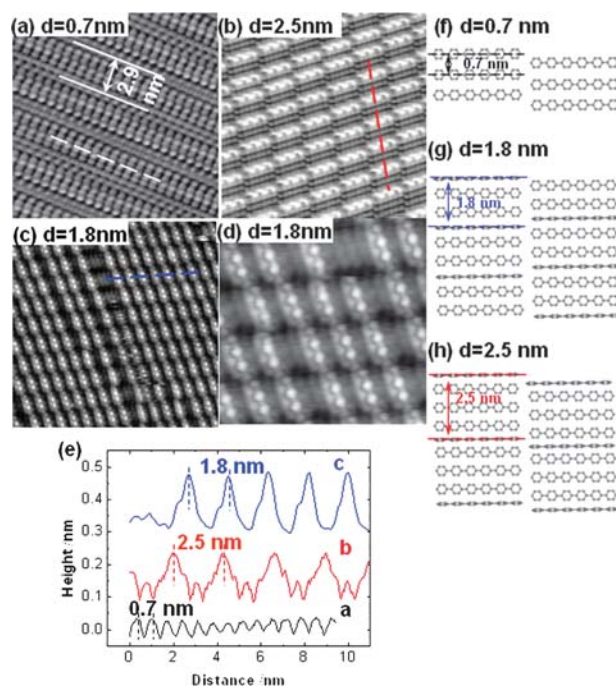 (a) d=0.7nm
2.9 nm
(b) d=2.5nm
(c) d=1.8nm
(d) d=1.8nm
(e)
0.5
0.4
0.3
0.2
0.1
0.0
Height /nm
1.8 nm
c
2.5 nm
b
0.7 nm
a
0 2 4 6 8 10
Distance /nm
(f) d=0.7 nm
0.7 nm
(g) d=1.8 nm
1.8 nm
(h) d=2.5 nm
2.5 nm